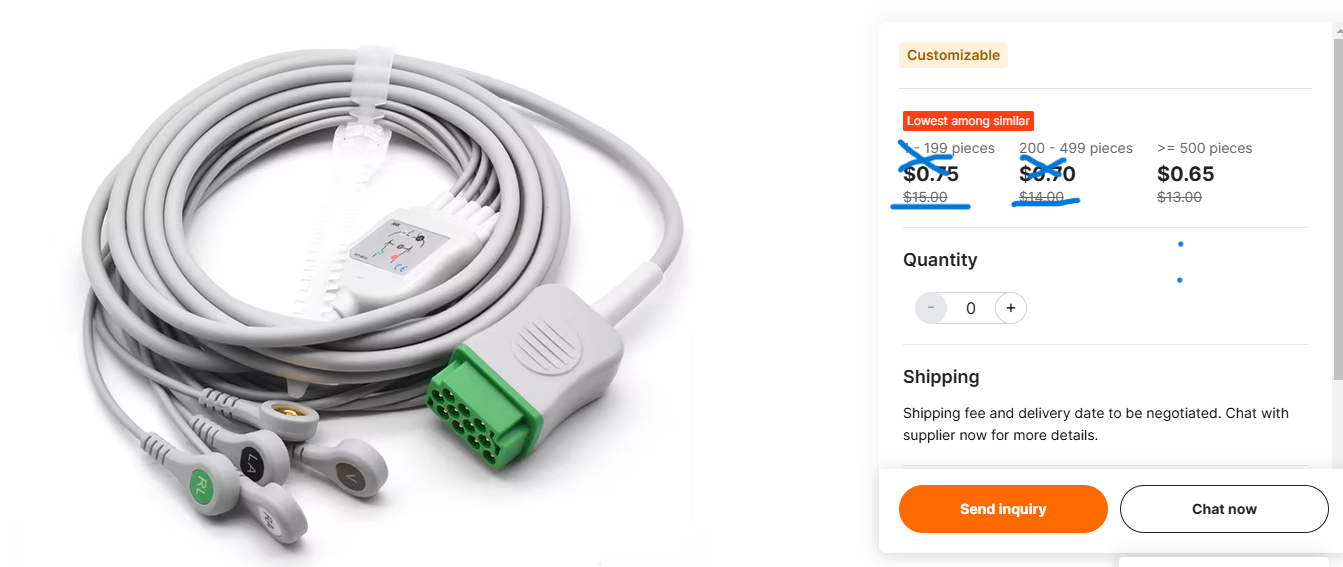 Customizable
Lowest among similar
- 199 pieces
200 - 499 pieces
>= 500 pieces
$0.75
$0.70
$0.65
$15.00
$14.00
$13.00
Quantity
- 0 +
Shipping
Shipping fee and delivery date to be negotiated. Chat with
supplier now for more details.
Send inquiry
Chat now
RL
LA
V
RA